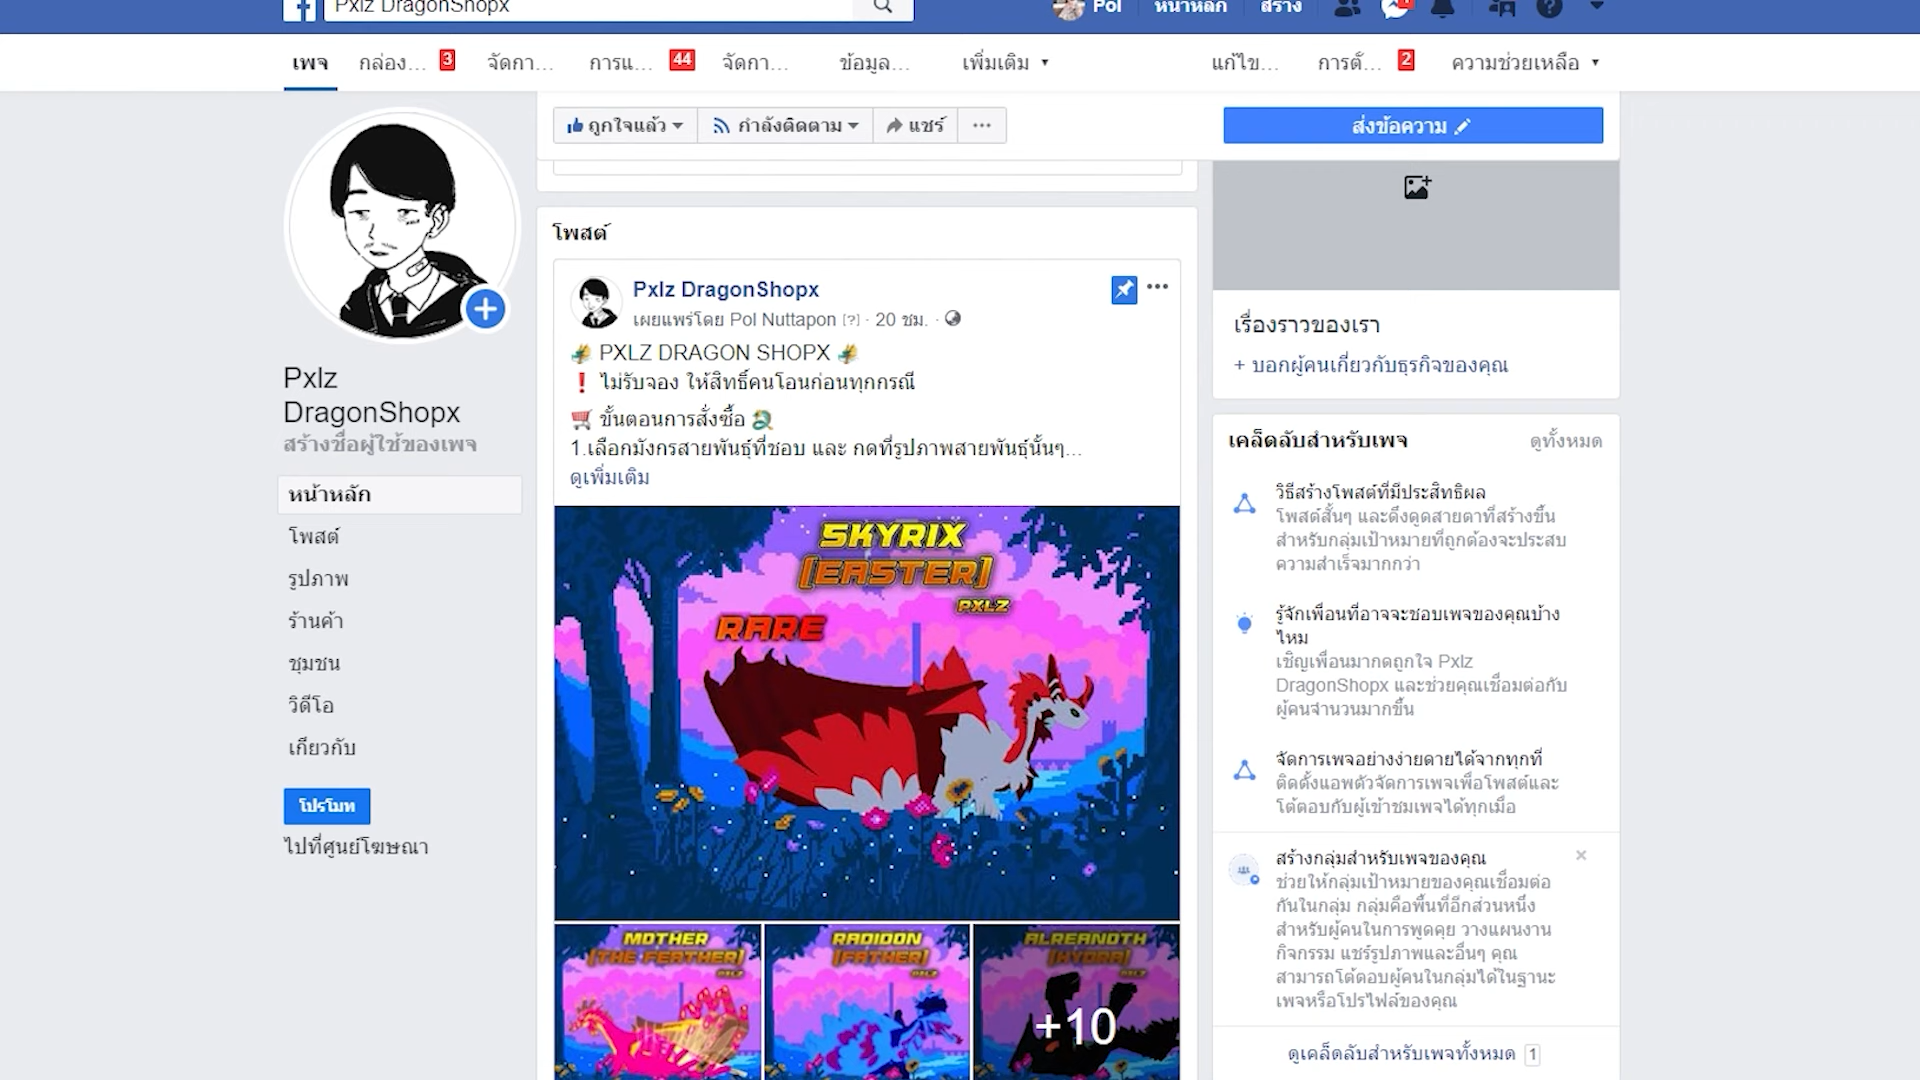 Pxlz DragonShopx
Pol
หน้าหลัก
สร้าง
เพจ
กล่อง...
3
จัดกา...
การแ...
44
จัดกา...
ข้อมูล...
เพิ่มเติม
แก้ไข...
การตั้...
2
ความช่วยเหลือ
ถูกใจแล้ว
กำลังติดตาม
แชร์
ส่งข้อความ
Pxlz
DragonShopx
สร้างชื่อผู้ใช้ของเพจ
หน้าหลัก
โพสต์
รูปภาพ
ร้านค้า
ชุมชน
วิดีโอ
เกี่ยวกับ
โปรโมท
ไปที่ศูนย์โฆษณา
โพสต์
Pxlz DragonShopx
เผยแพร่โดย Pol Nuttapon [?] · 20 ชม. ·
PXLZ DRAGON SHOPX
❗ ไม่รับจอง ให้สิทธิ์คนโอนก่อนทุกกรณี
ขั้นตอนการสั่งซื้อ
1.เลือกมังกรสายพันธุ์ที่ชอบ และ กดที่รูปภาพสายพันธุ์นั้นๆ...
ดูเพิ่มเติม
SKYRIX
[EASTER]
PXLZ
RARE
MOTHER
[THE FEATHER]
PXLZ
RADIDON
[FATHER]
PXLZ
ALREANOTH
[HYDRA]
PXLZ
+10
เรื่องราวของเรา
+ บอกผู้คนเกี่ยวกับธุรกิจของคุณ
เคล็ดลับสำหรับเพจ
ดูทั้งหมด
วิธีสร้างโพสต์ที่มีประสิทธิผล
โพสต์สั้นๆ และดึงดูดสายตาที่สร้างขึ้น
สำหรับกลุ่มเป้าหมายที่ถูกต้องจะประสบ
ความสำเร็จมากกว่า
รู้จักเพื่อนที่อาจจะชอบเพจของคุณบ้าง
ไหม
เชิญเพื่อนมากดถูกใจ Pxlz
DragonShopx และช่วยคุณเชื่อมต่อกับ
ผู้คนจำนวนมากขึ้น
จัดการเพจอย่างง่ายดายได้จากทุกที่
ติดตั้งแอพตัวจัดการเพจเพื่อโพสต์และ
โต้ตอบกับผู้เข้าชมเพจได้ทุกเมื่อ
สร้างกลุ่มสำหรับเพจของคุณ
ช่วยให้กลุ่มเป้าหมายของคุณเชื่อมต่อ
กันในกลุ่ม กลุ่มคือพื้นที่อีกส่วนหนึ่ง
สำหรับผู้คนในการพูดคุย วางแผนงาน
กิจกรรม แชร์รูปภาพและอื่นๆ คุณ
สามารถโต้ตอบผู้คนในกลุ่มได้ในฐานะ
เพจหรือโปรไฟล์ของคุณ
ดูเคล็ดลับสำหรับเพจทั้งหมด 1